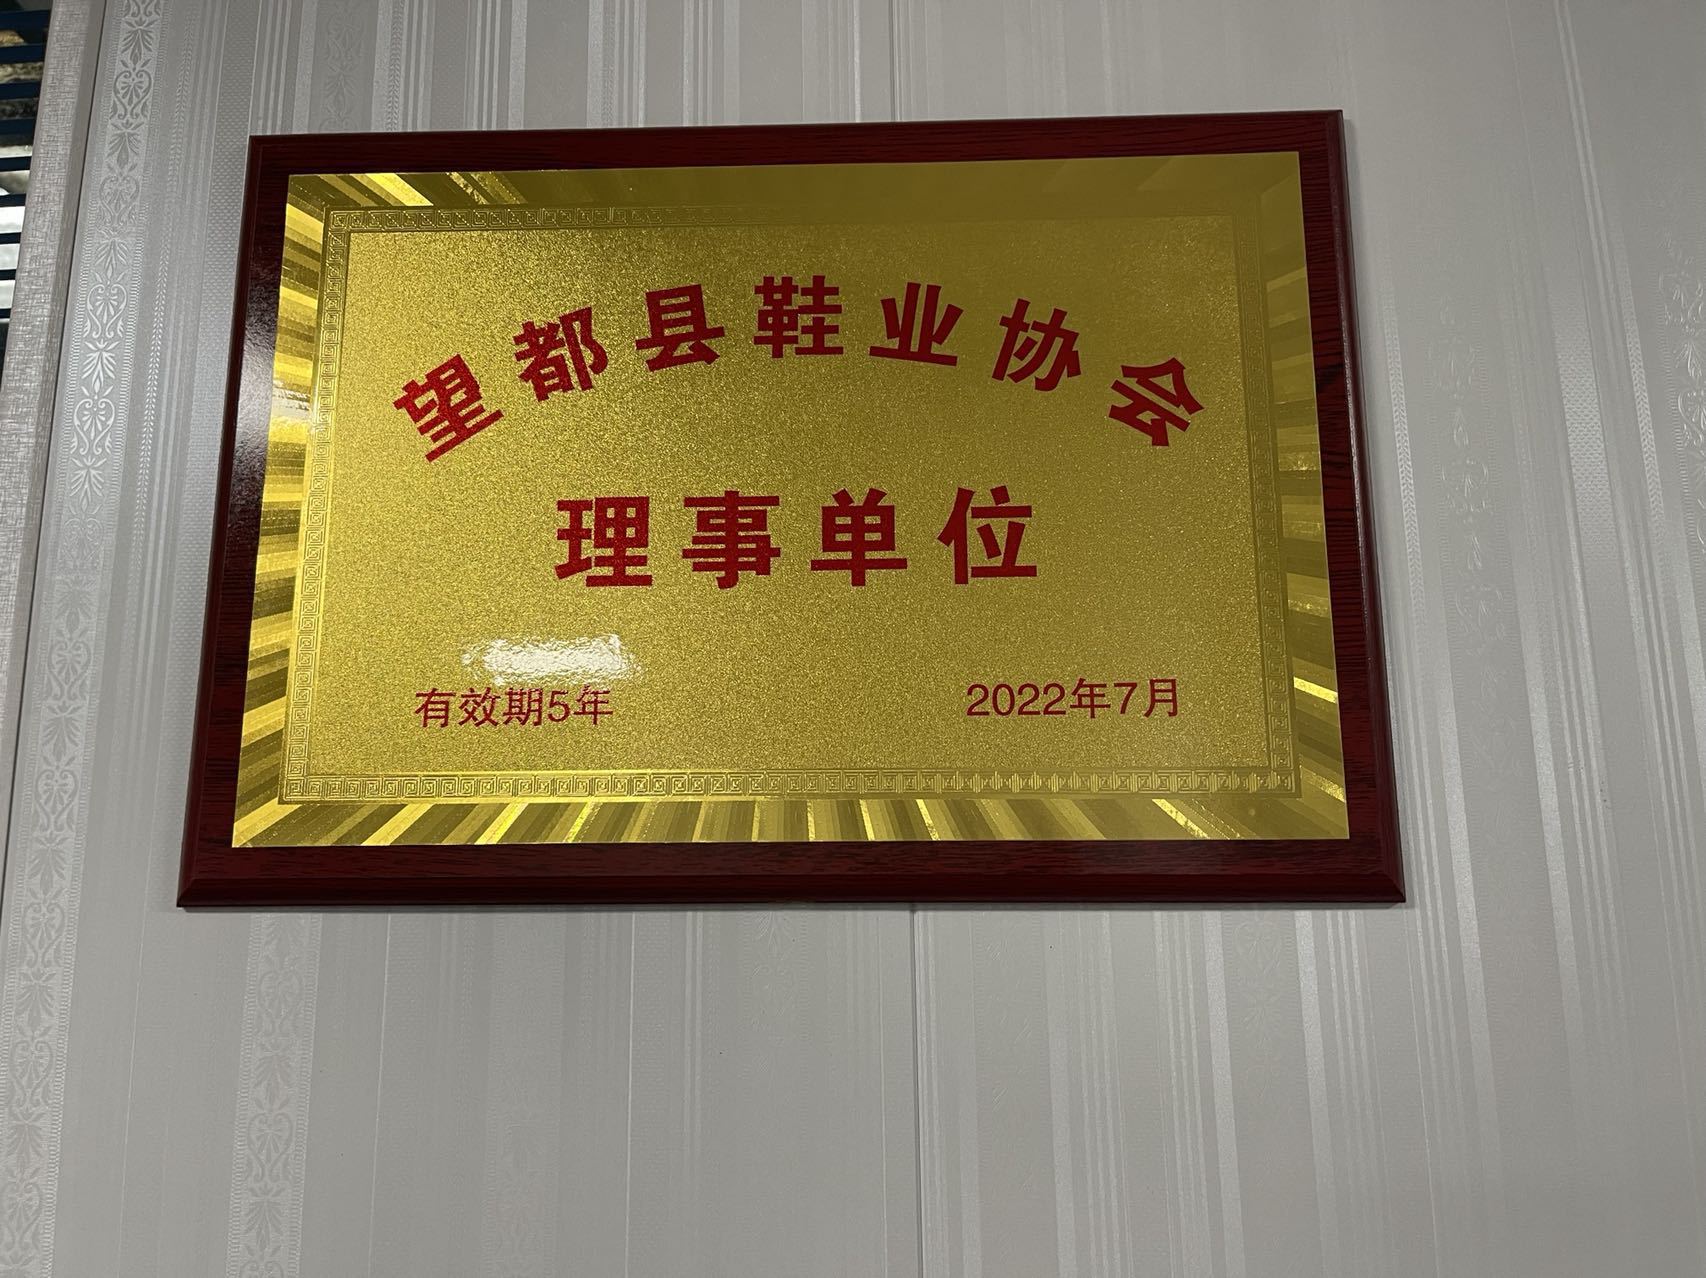 望都县鞋业协会
理事单位
有效期5年 2022年7月